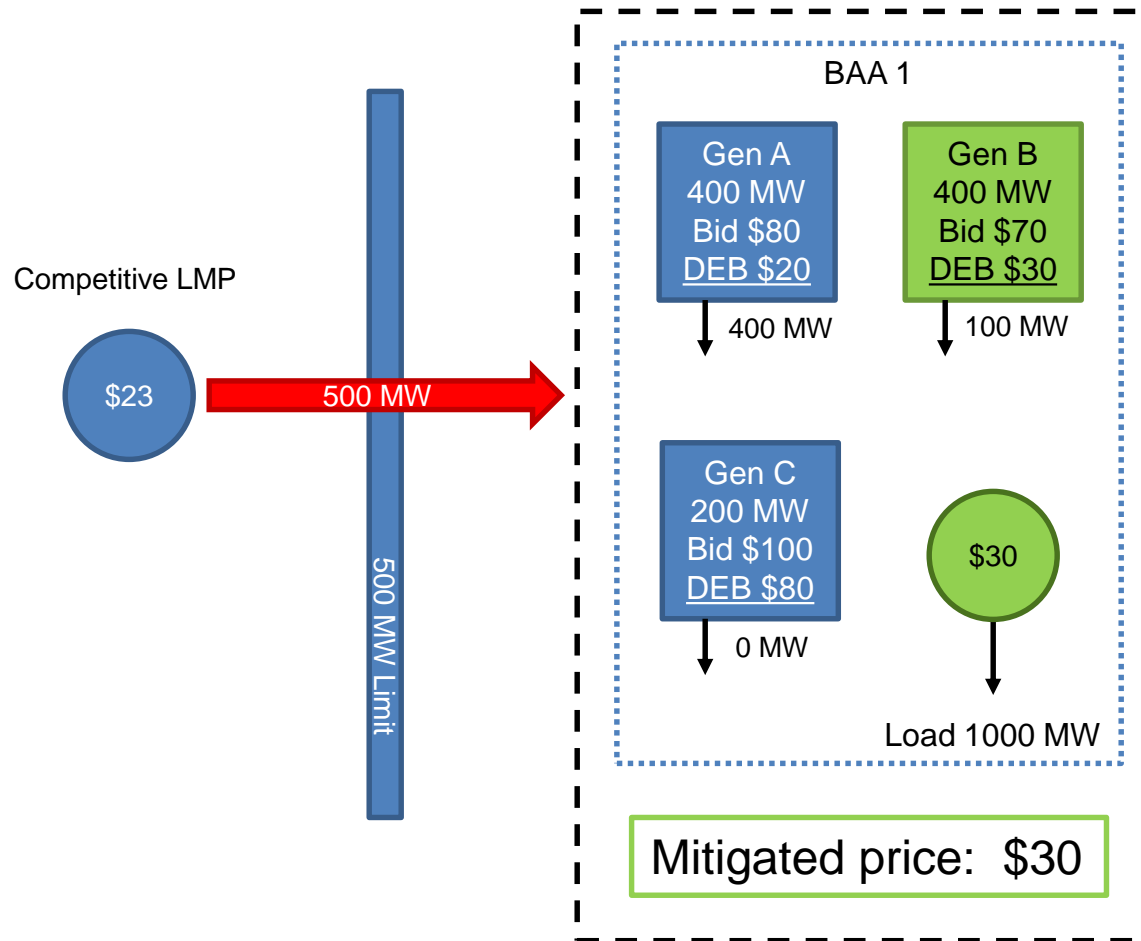 BAA 1
Gen A
400 MW
Bid $80
DEB $20
400 MW
Gen B
400 MW
Bid $70
DEB $30
100 MW
Competitive LMP
$23
500 MW
500 MW Limit
Gen C
200 MW
Bid $100
DEB $80
0 MW
$30
Load 1000 MW
Mitigated price: $30